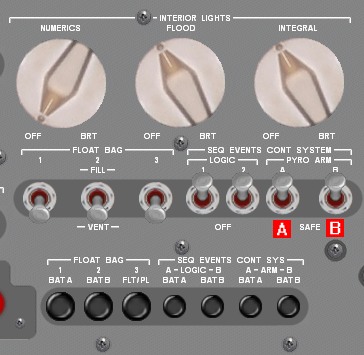 INTERIOR LIGHTS
NUMERICS FLOOD INTEGRAL
OFF BRT OFF BRT OFF BRT
FLOAT BAG SEQ EVENTS CONT SYSTEM
1 2 3 LOGIC PYRO ARM
FILL 1 2 A B
VENT OFF A SAFE B
FLOAT BAG SEQ EVENTS CONT SYS
1 2 3 A - LOGIC - B A - ARM - B
BAT A BAT B FLT/PL BAT A BAT B BAT A BAT B